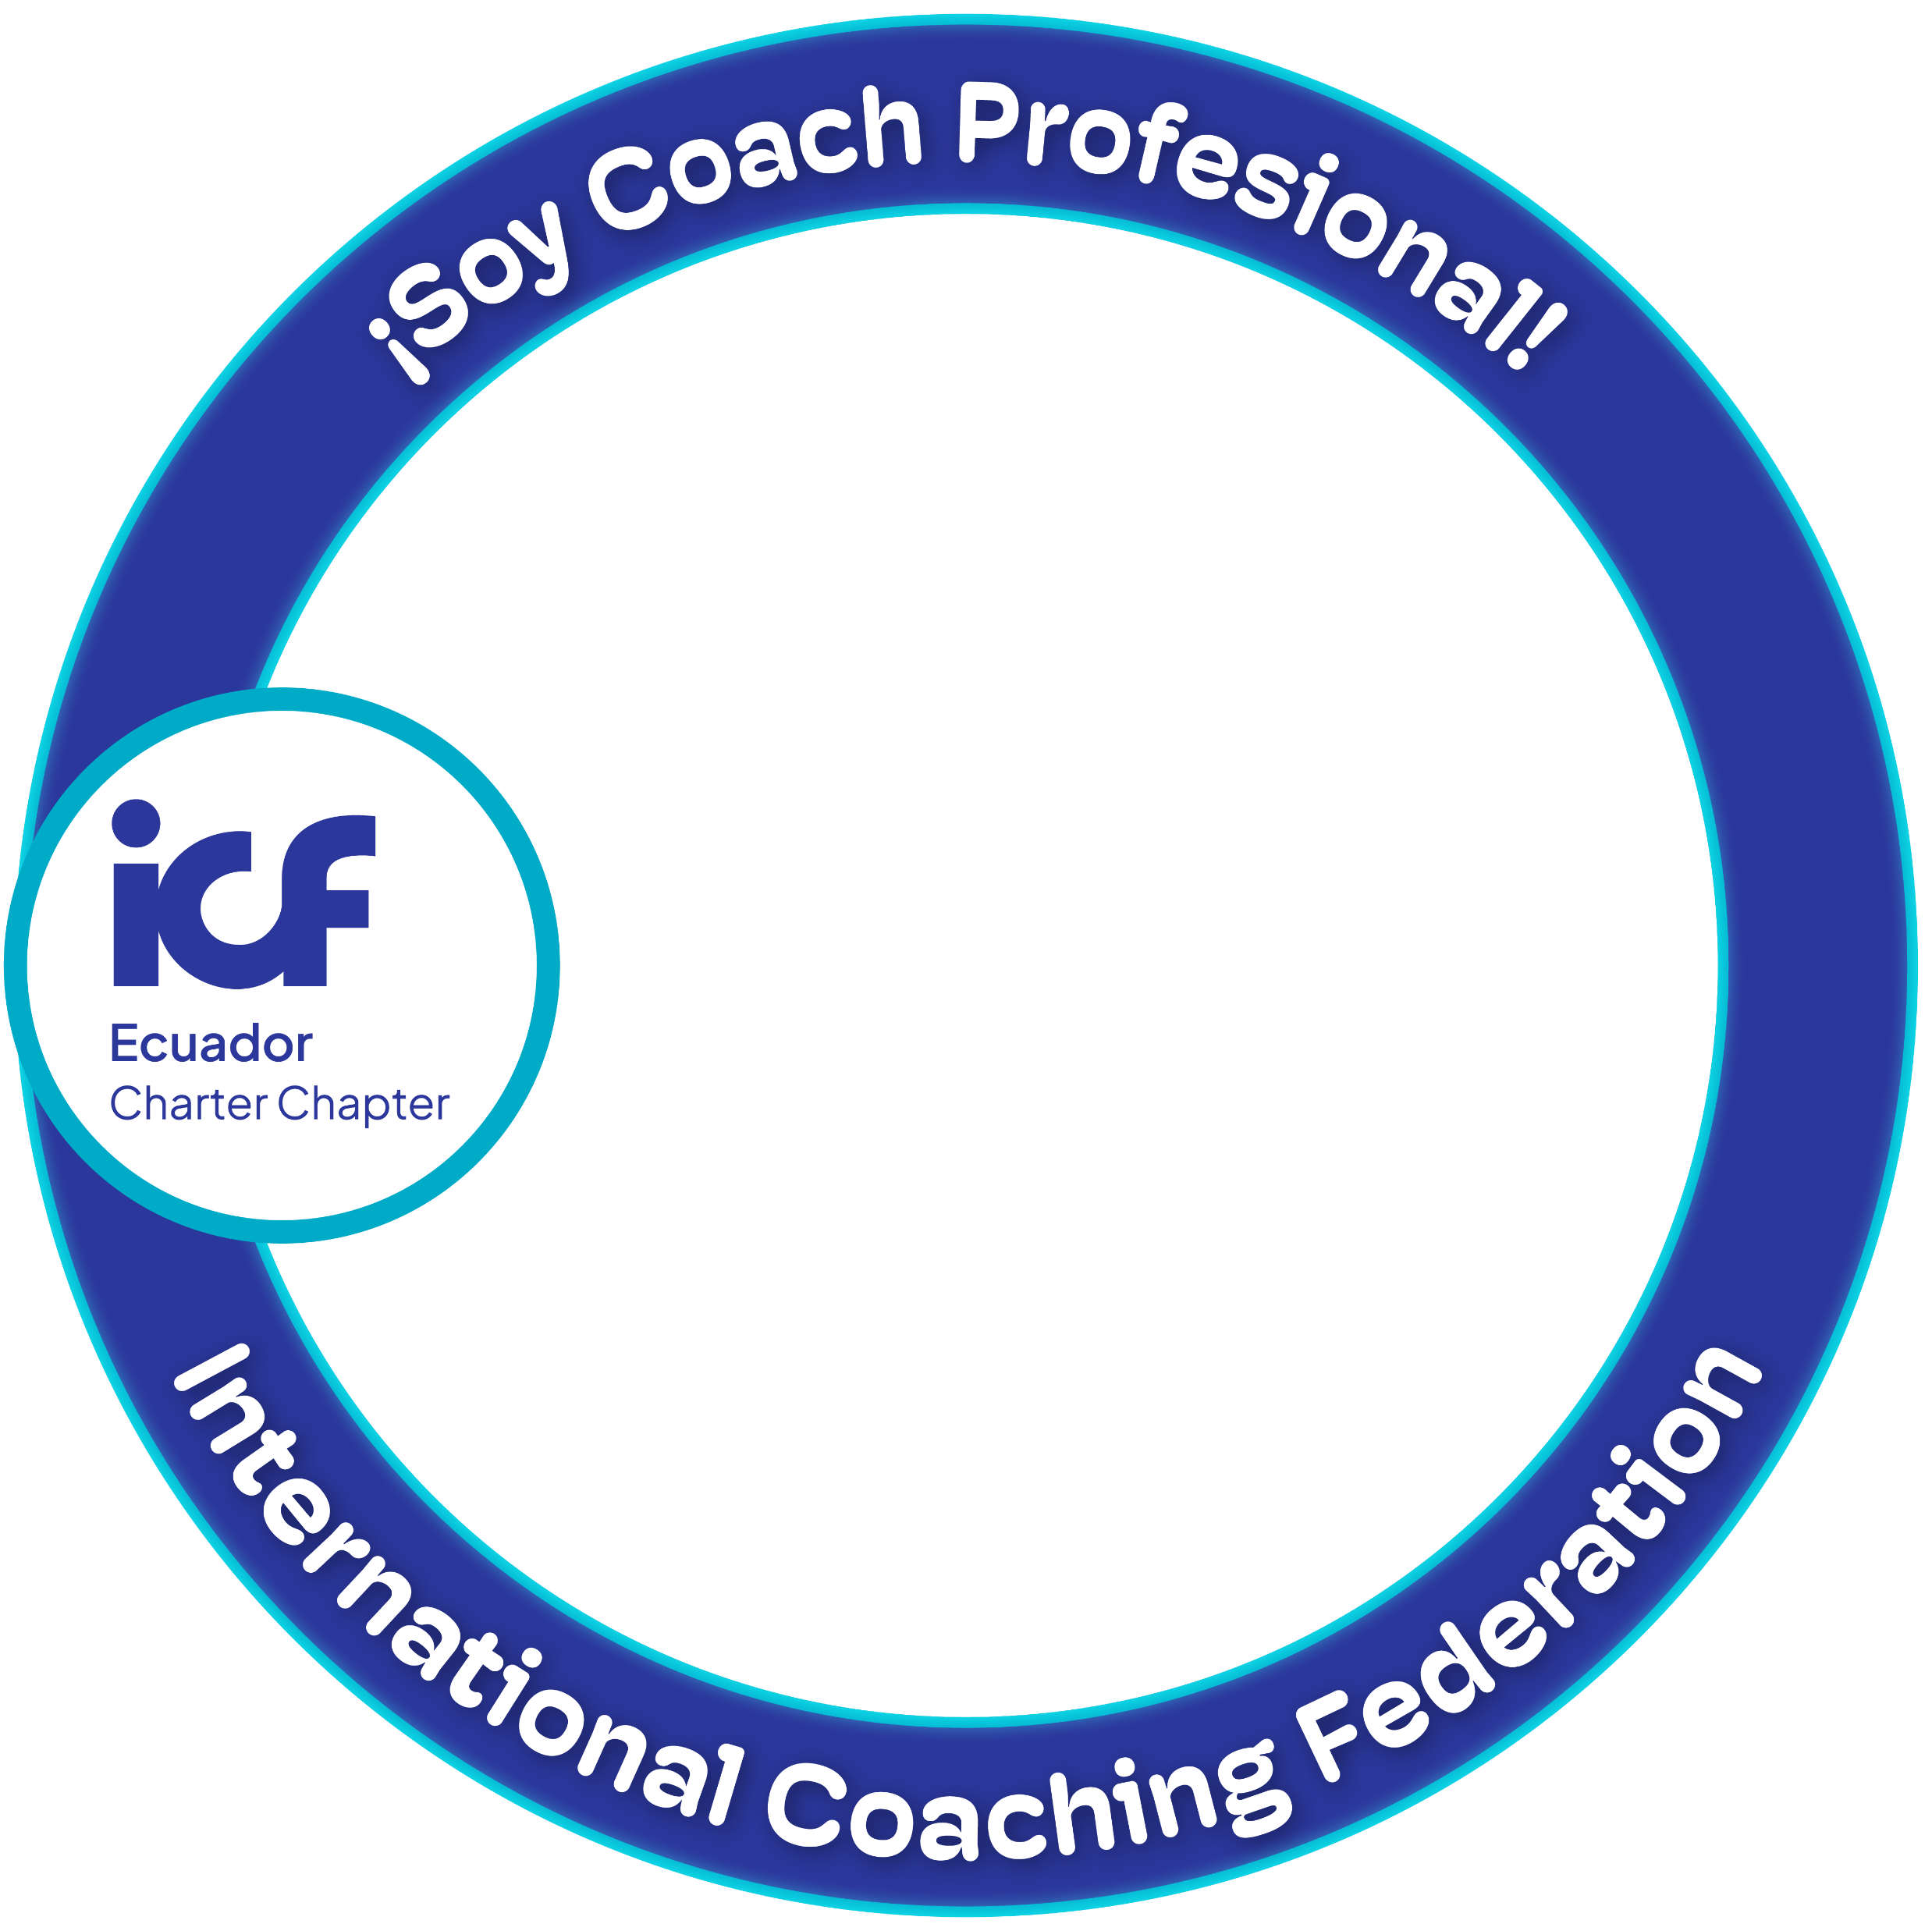 ¡Soy Coach Profesional!
icf
Ecuador
Charter Chapter
International Coaching Federation